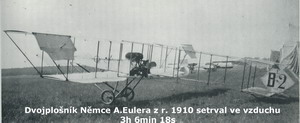 B-2
Dvojplošník Němce A.Eulera z r. 1910 setrval ve vzduchu
3h 6min 18s